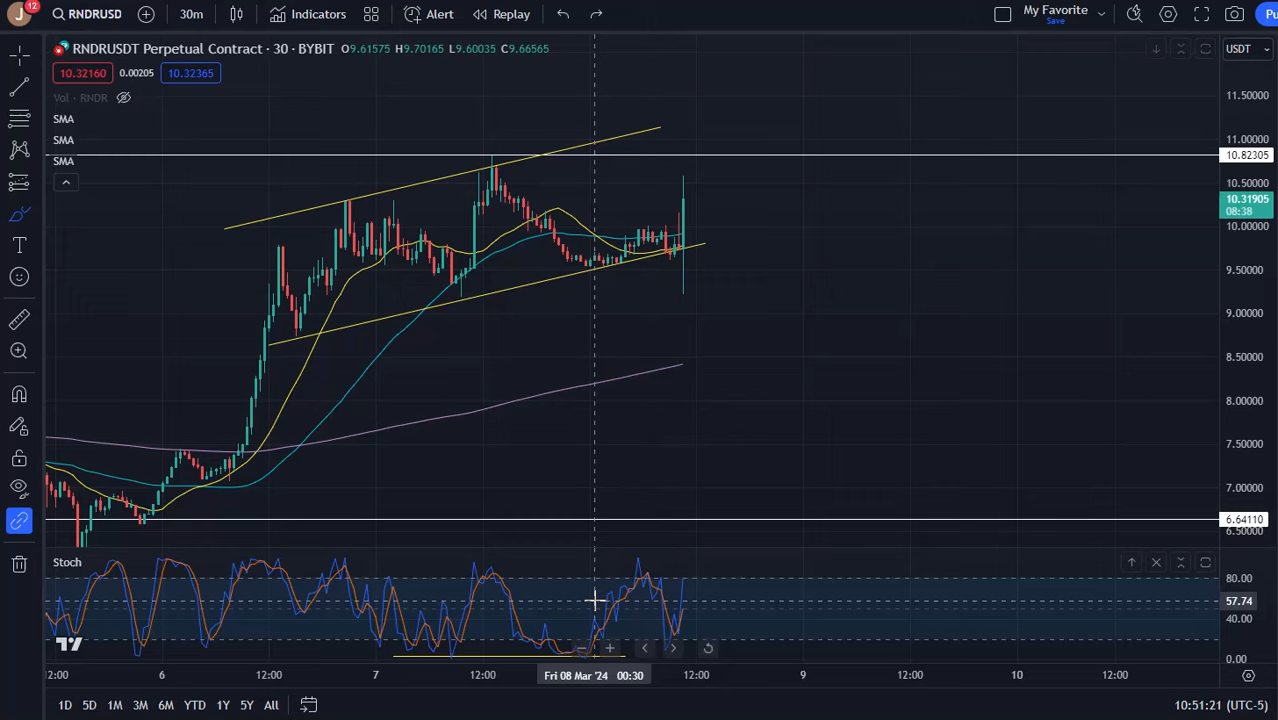 J 12 RNDRUSD 30m Indicators Alert Replay My Favorite Save Pu
RNDRUSDT Perpetual Contract · 30 · BYBIT O9.61575 H9.70165 L9.60035 C9.66565 USDT
10.32160 0.00205 10.32365
Vol · RNDR
SMA
SMA
SMA
11.50000
11.00000
10.82305
10.50000
10.31905
08:38
10.00000
9.50000
9.00000
8.50000
8.00000
7.50000
7.00000
6.64110
6.50000
Stoch
80.00
57.74
40.00
0.00
12:00 6 12:00 7 12:00 Fri 08 Mar '24 00:30 12:00 9 12:00 10 12:00
1D 5D 1M 3M 6M YTD 1Y 5Y All 10:51:21 (UTC-5)